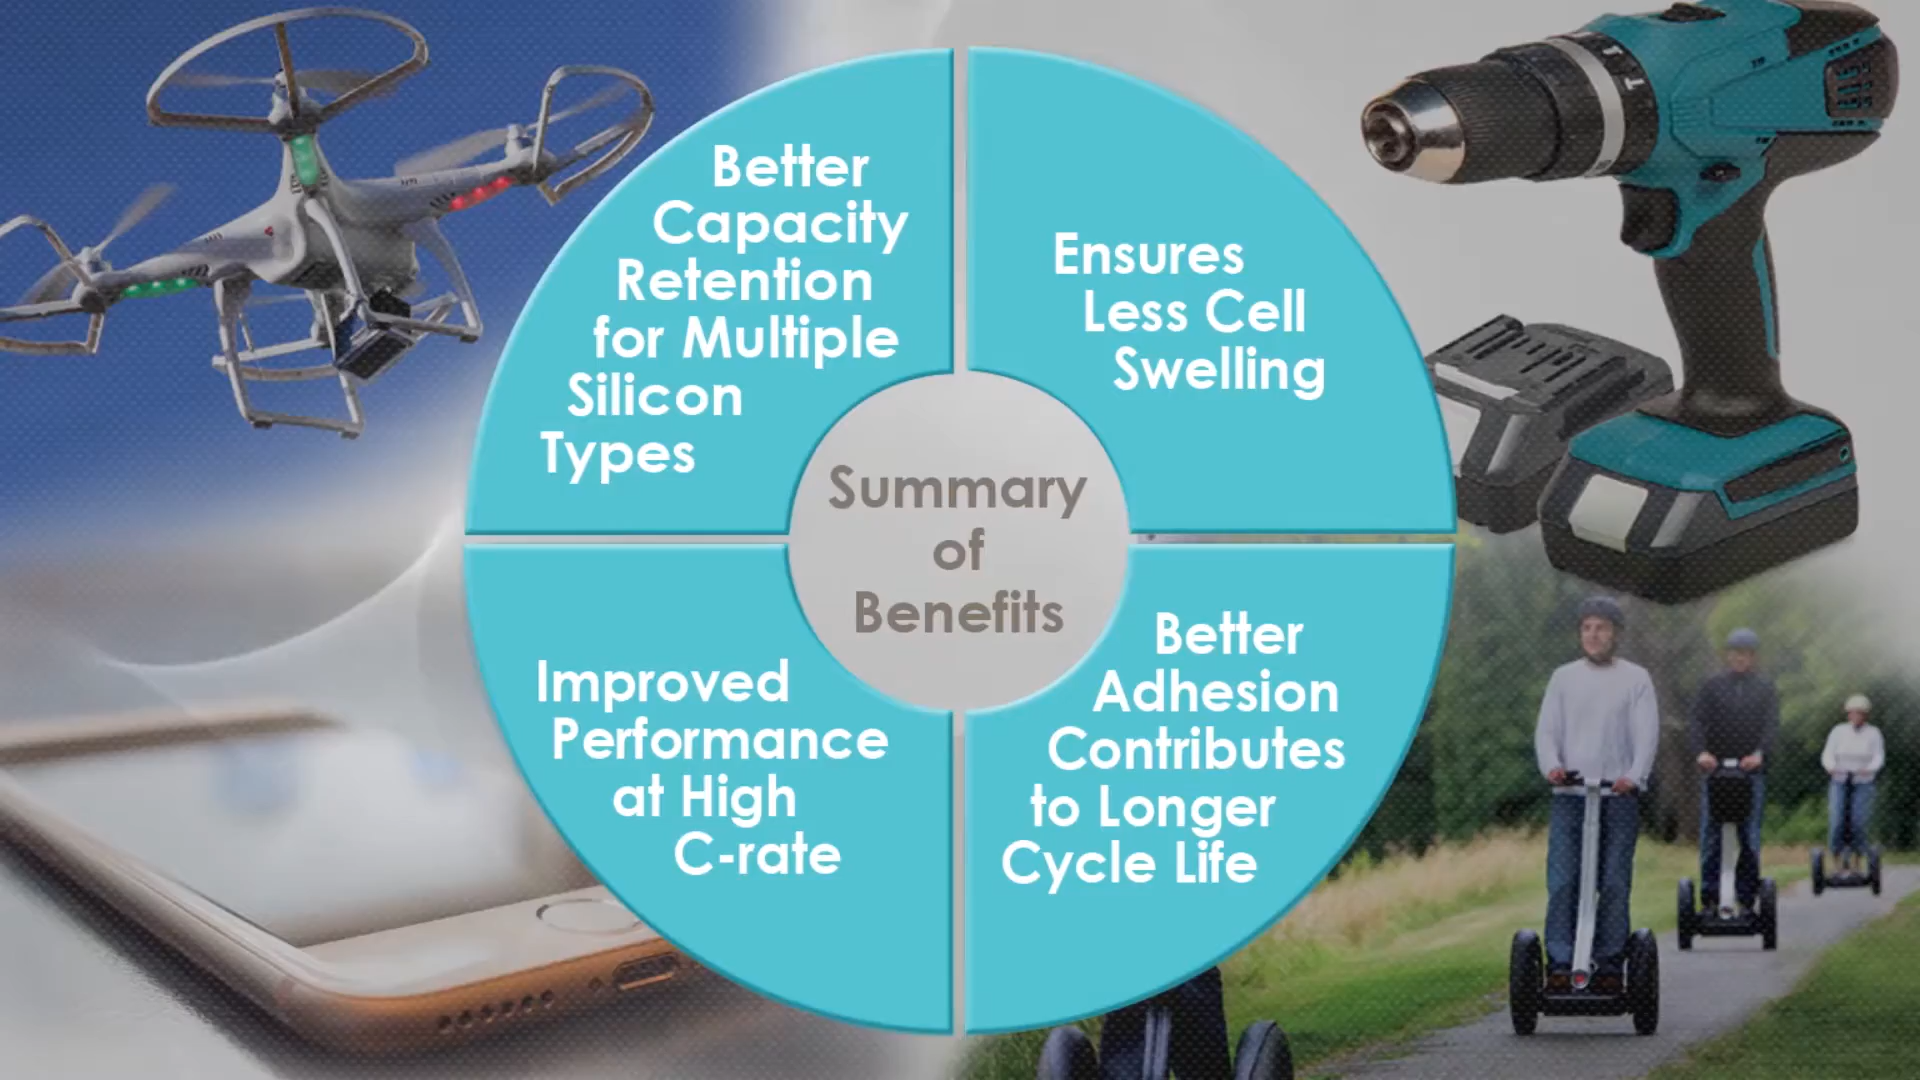 Better
Capacity
Retention
for Multiple
Silicon
Types
Ensures
Less Cell
Swelling
Summary
of
Benefits
Improved
Performance
at High
C-rate
Better
Adhesion
Contributes
to Longer
Cycle Life